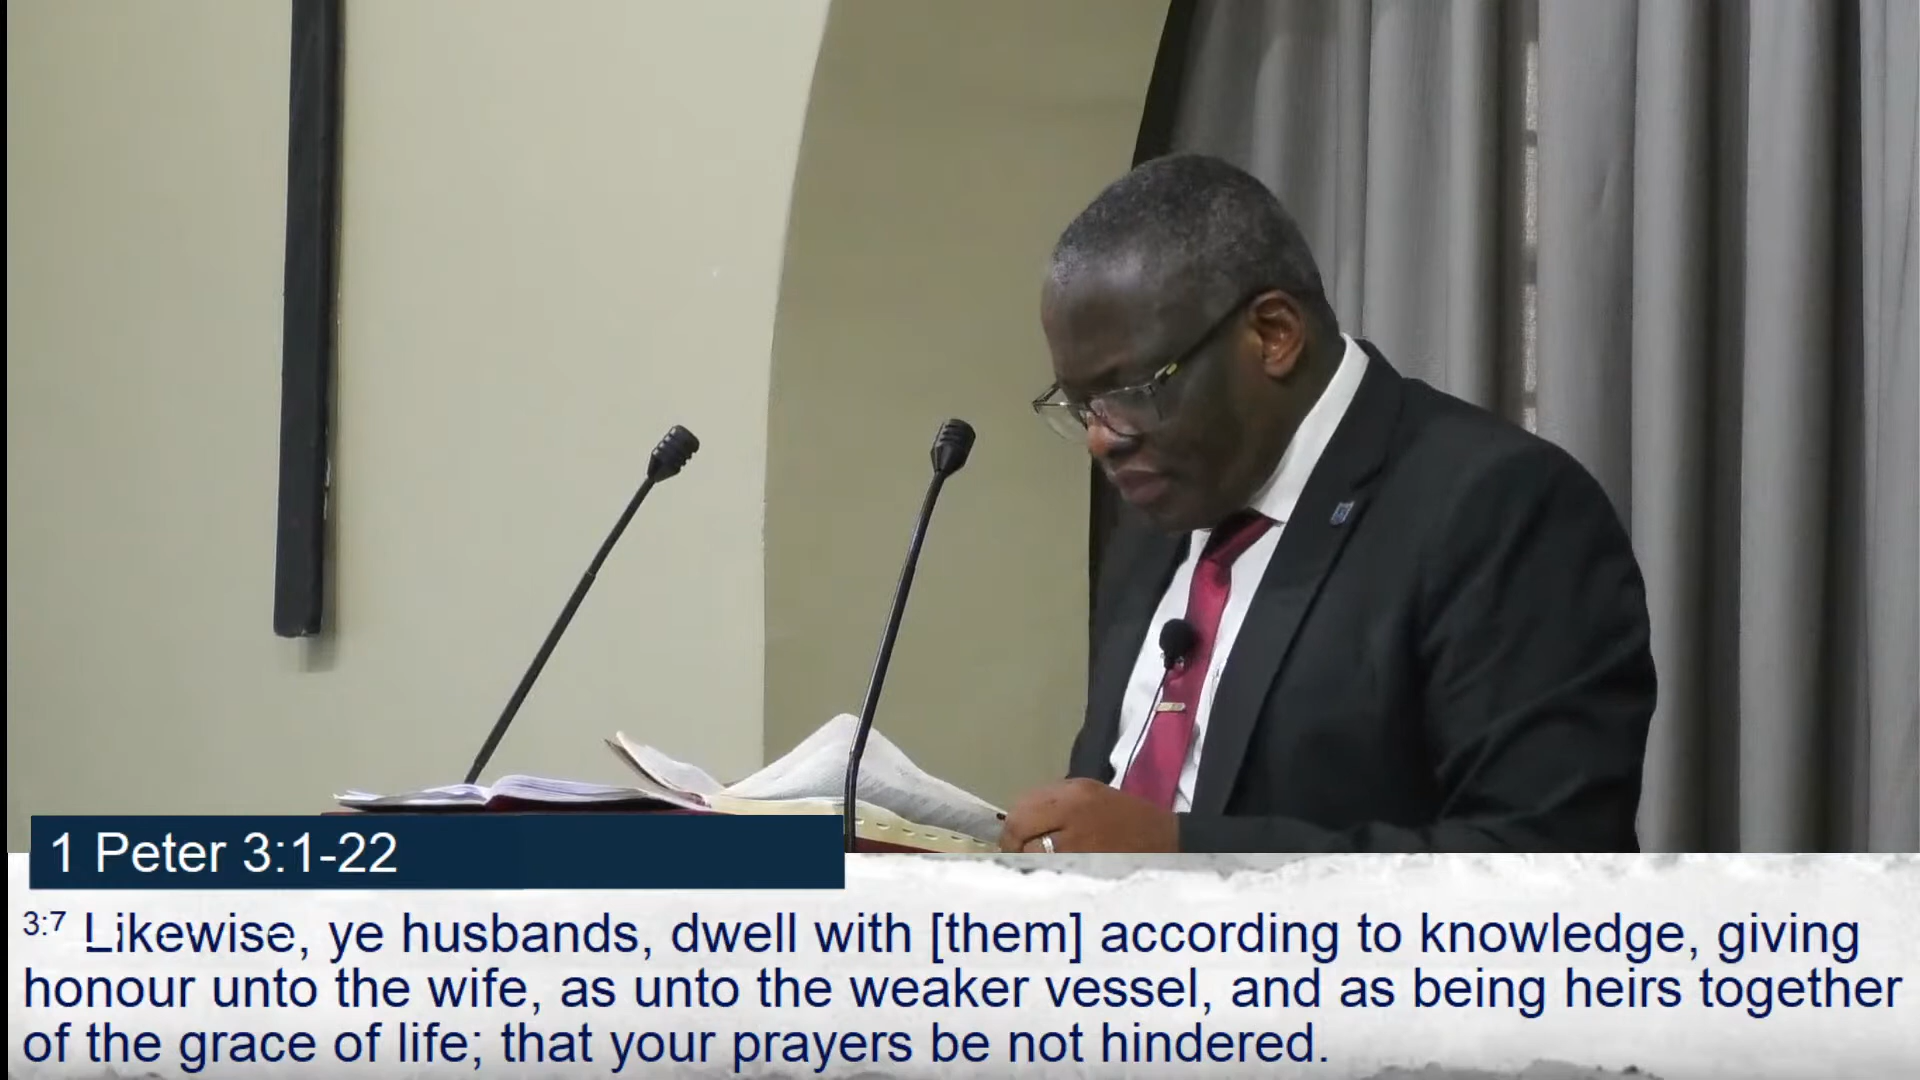 1 Peter 3:1-22
3:7 Likewise, ye husbands, dwell with [them] according to knowledge, giving
honour unto the wife, as unto the weaker vessel, and as being heirs together
of the grace of life; that your prayers be not hindered.